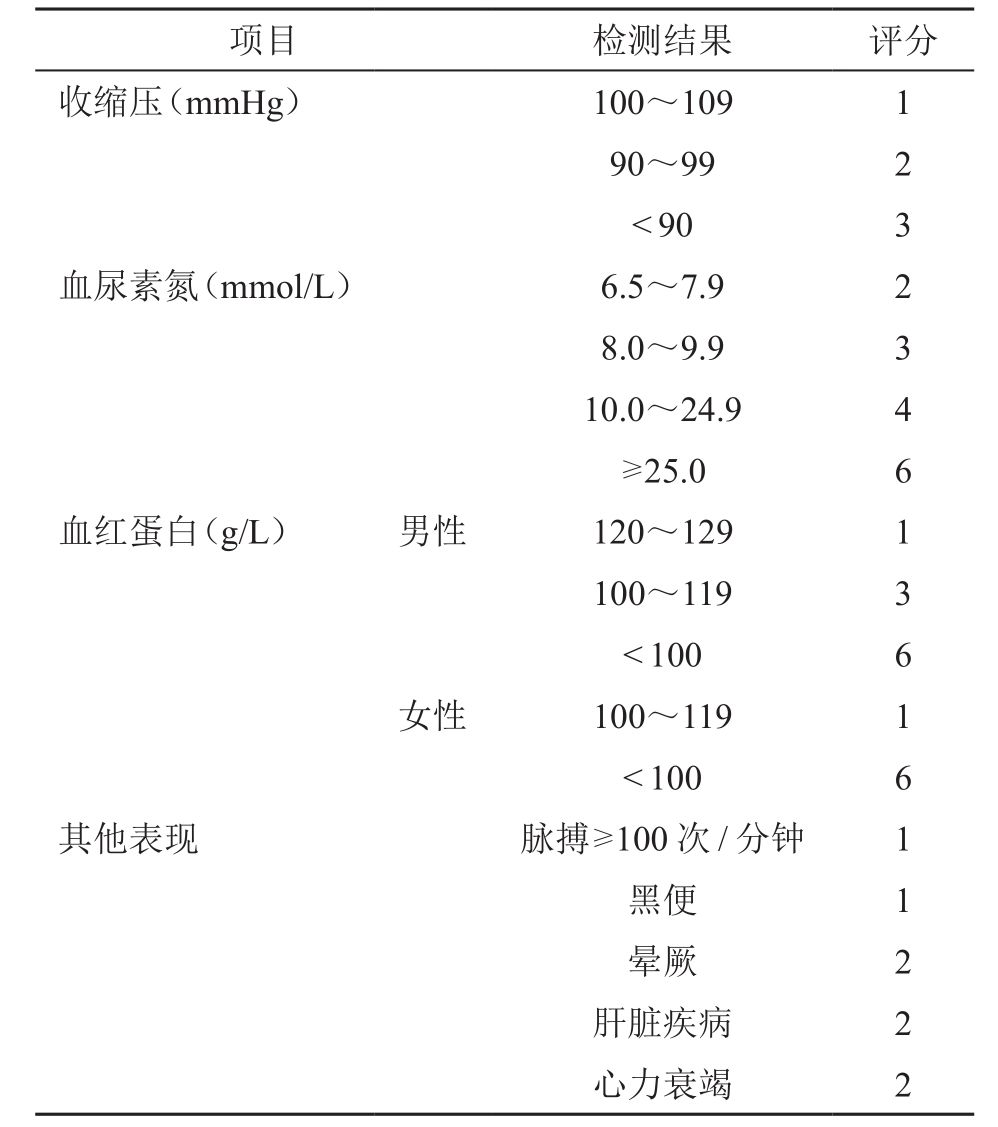 项目 检测结果 评分
收缩压（mmHg） 100～109 1
90～99 2
<90 3
血尿素氮（mmol/L） 6.5～7.9 2
8.0～9.9 3
10.0～24.9 4
≥25.0 6
血红蛋白（g/L） 男性 120～129 1
100～119 3
<100 6
女性 100～119 1
<100 6
其他表现 脉搏≥100 次 / 分钟 1
黑便 1
晕厥 2
肝脏疾病 2
心力衰竭 2